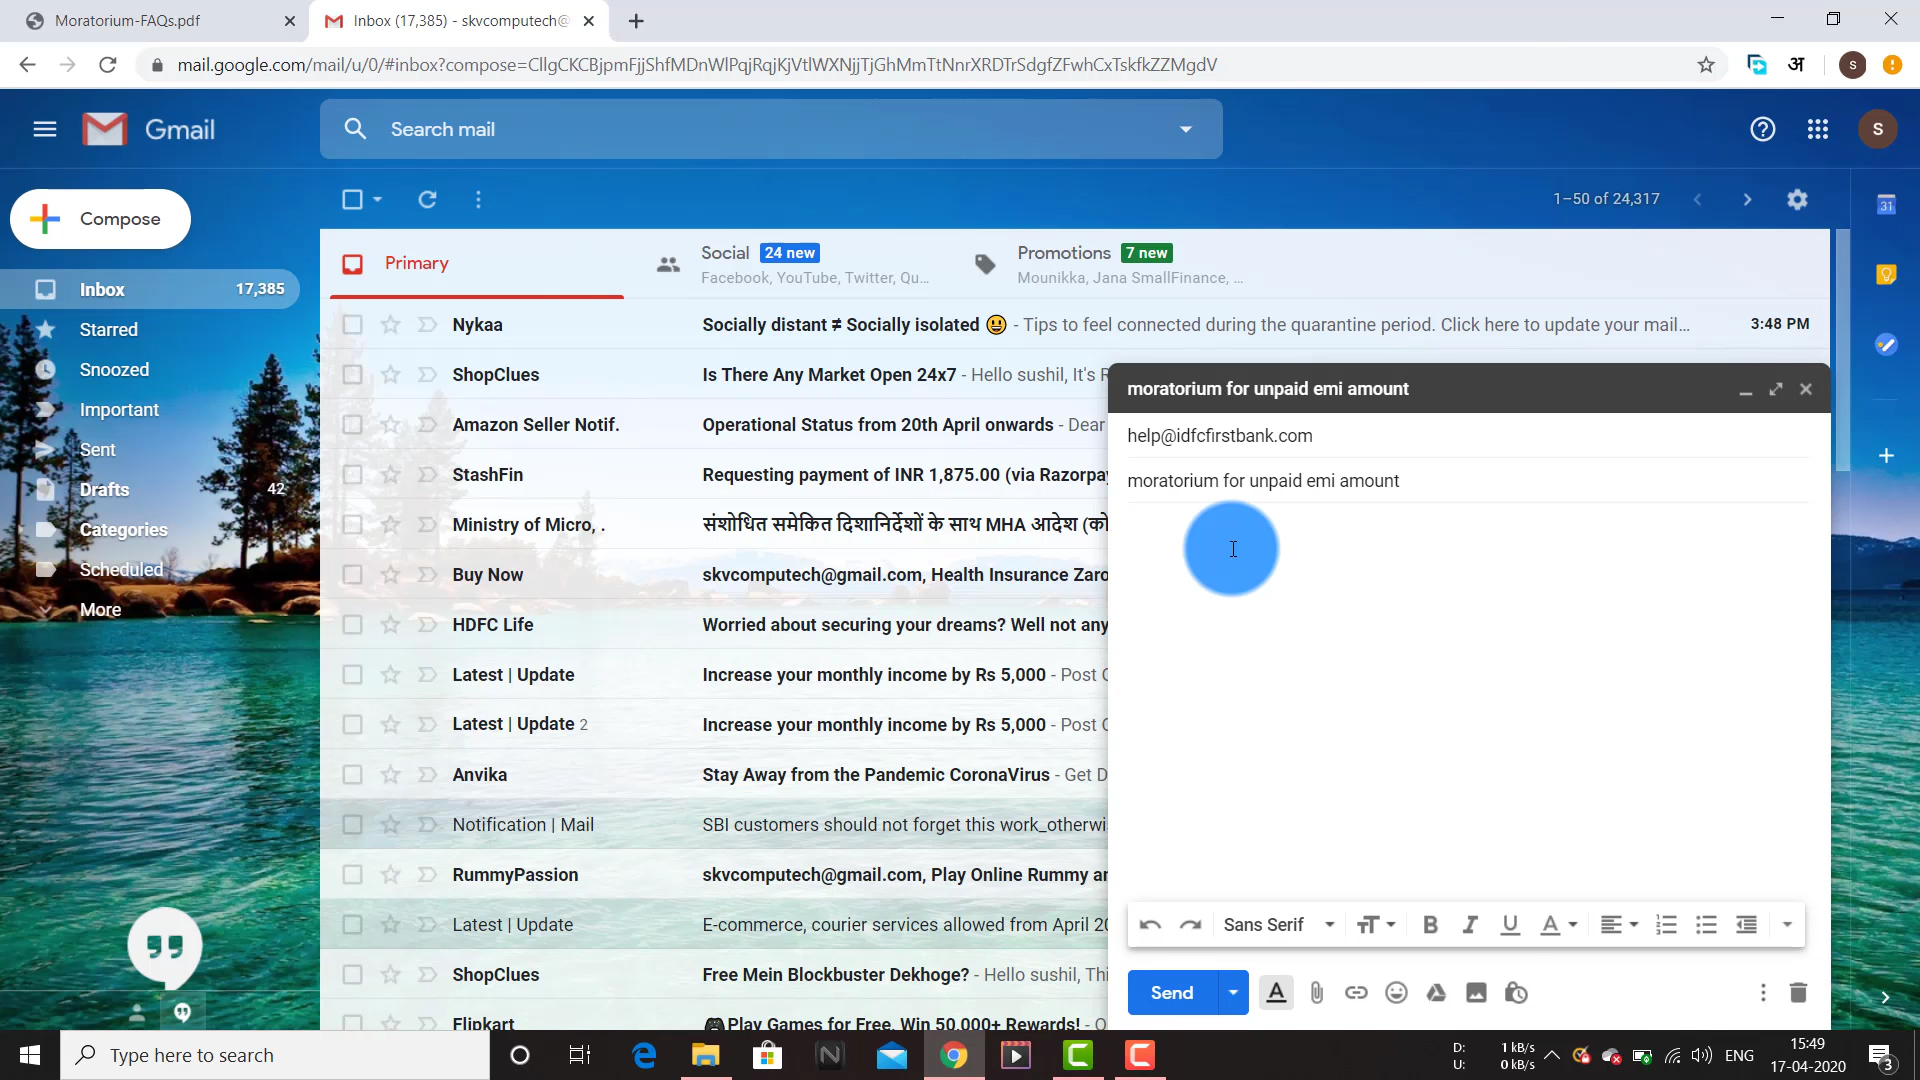 Moratorium-FAQs.pdf
Inbox (17,385) - skvcomputech@
mail.google.com/mail/u/0/#inbox?compose=CllgCKCBjpmFjjShfMDnWlPqjRqjKjVtlWXNjjTjGhMmTtNnrXRDTrSdgfZFwhCxTskfkZZMgdV
अ
s
Gmail
Search mail
S
Compose
1–50 of 24,317
31
Primary
Social 24 new
Facebook, YouTube, Twitter, Qu...
Promotions 7 new
Mounikka, Jana SmallFinance, ...
Inbox 17,385
Starred
Snoozed
Important
Sent
Drafts 42
Categories
Scheduled
More
Nykaa Socially distant ≠ Socially isolated 😃 - Tips to feel connected during the quarantine period. Click here to update your mail... 3:48 PM
ShopClues Is There Any Market Open 24x7 - Hello sushil, It's R
Amazon Seller Notif. Operational Status from 20th April onwards - Dear
StashFin Requesting payment of INR 1,875.00 (via Razorpa
Ministry of Micro, . संशोधित समेकित दिशानिर्देशों के साथ MHA आदेश (को
Buy Now skvcomputech@gmail.com, Health Insurance Zaro
HDFC Life Worried about securing your dreams? Well not any
Latest | Update Increase your monthly income by Rs 5,000 - Post
Latest | Update 2 Increase your monthly income by Rs 5,000 - Post
Anvika Stay Away from the Pandemic CoronaVirus - Get D
Notification | Mail SBI customers should not forget this work_otherwi
RummyPassion skvcomputech@gmail.com, Play Online Rummy a
Latest | Update E-commerce, courier services allowed from April 20
ShopClues Free Mein Blockbuster Dekhoge? - Hello sushil, Thi
Flipkart 🎮Play Games for Free, Win 50,000+ Rewards! - O
moratorium for unpaid emi amount
help@idfcfirstbank.com
moratorium for unpaid emi amount
Sans Serif
Send
Type here to search
D: 1 kB/s
U: 0 kB/s
ENG
15:49
17-04-2020
3